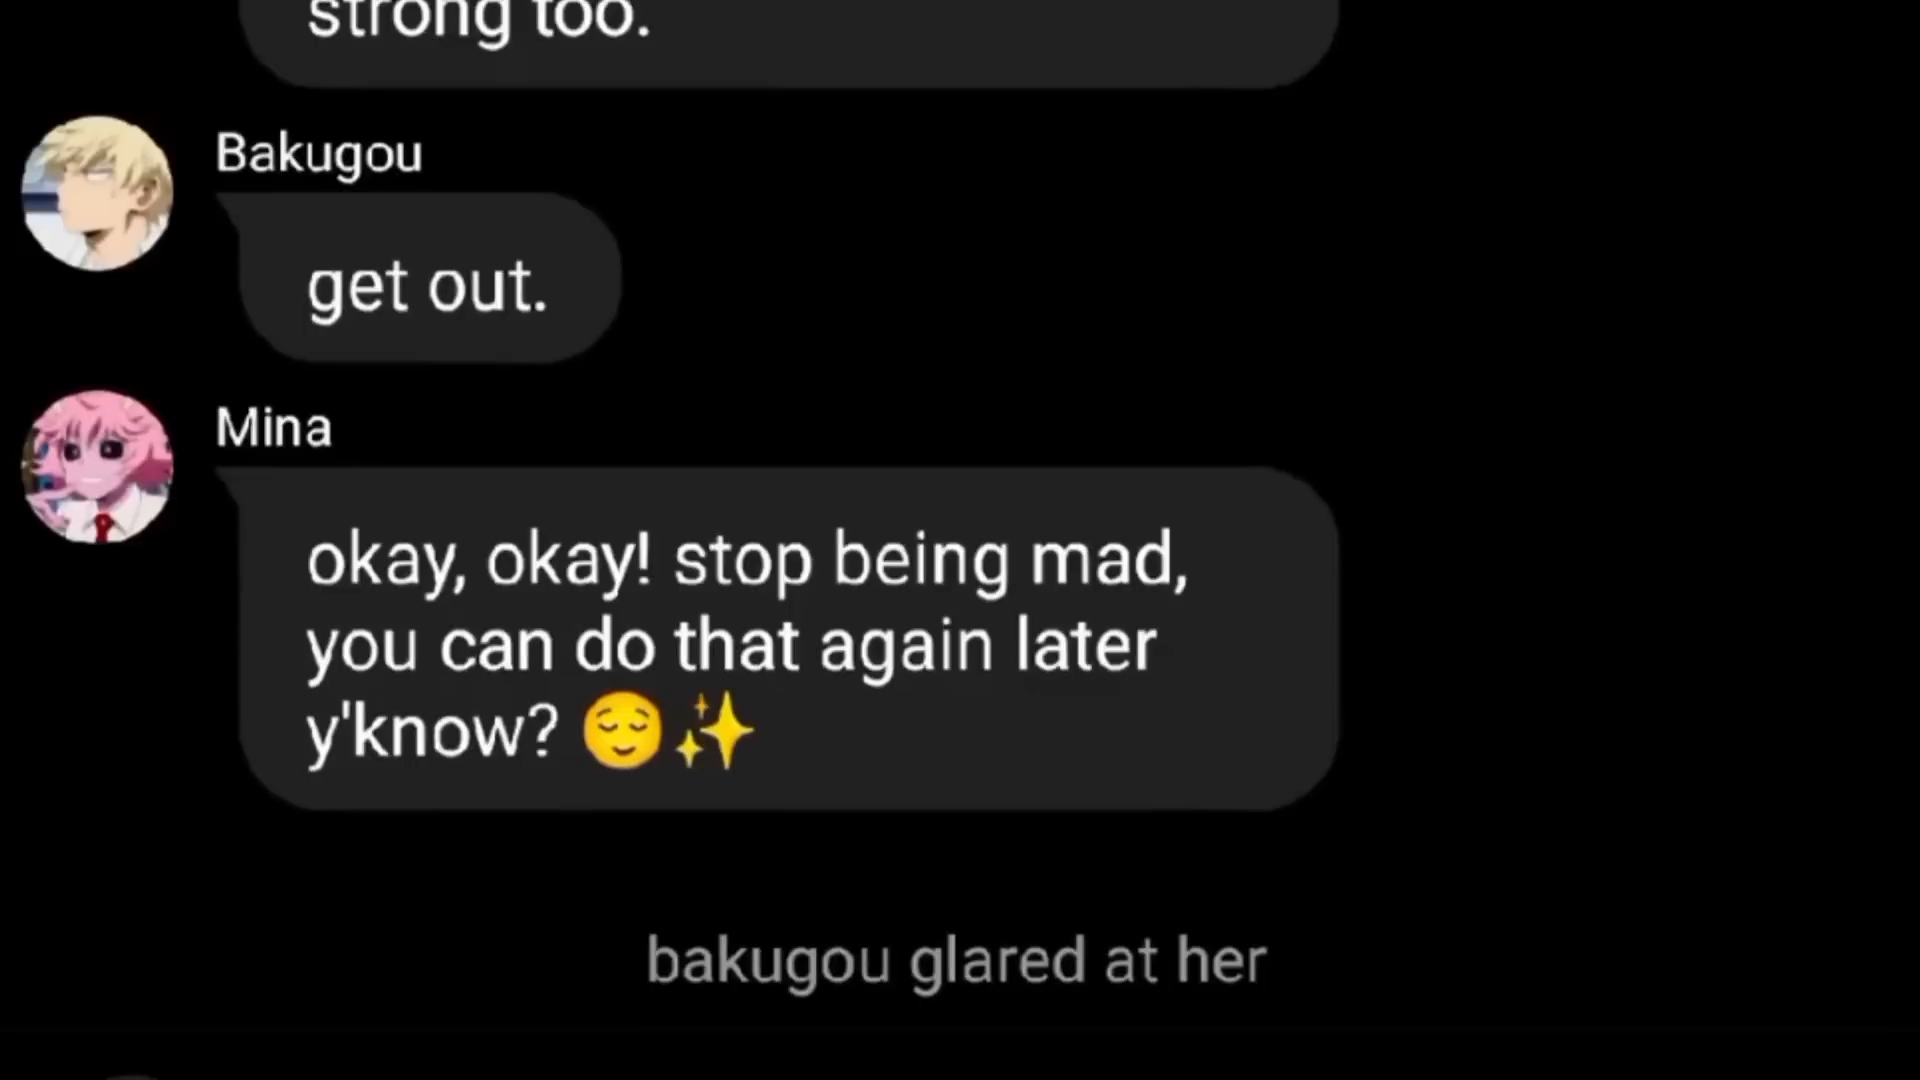 strong too.
Bakugou
get out.
Mina
okay, okay! stop being mad,
you can do that again later
y'know? 😌✨
bakugou glared at her